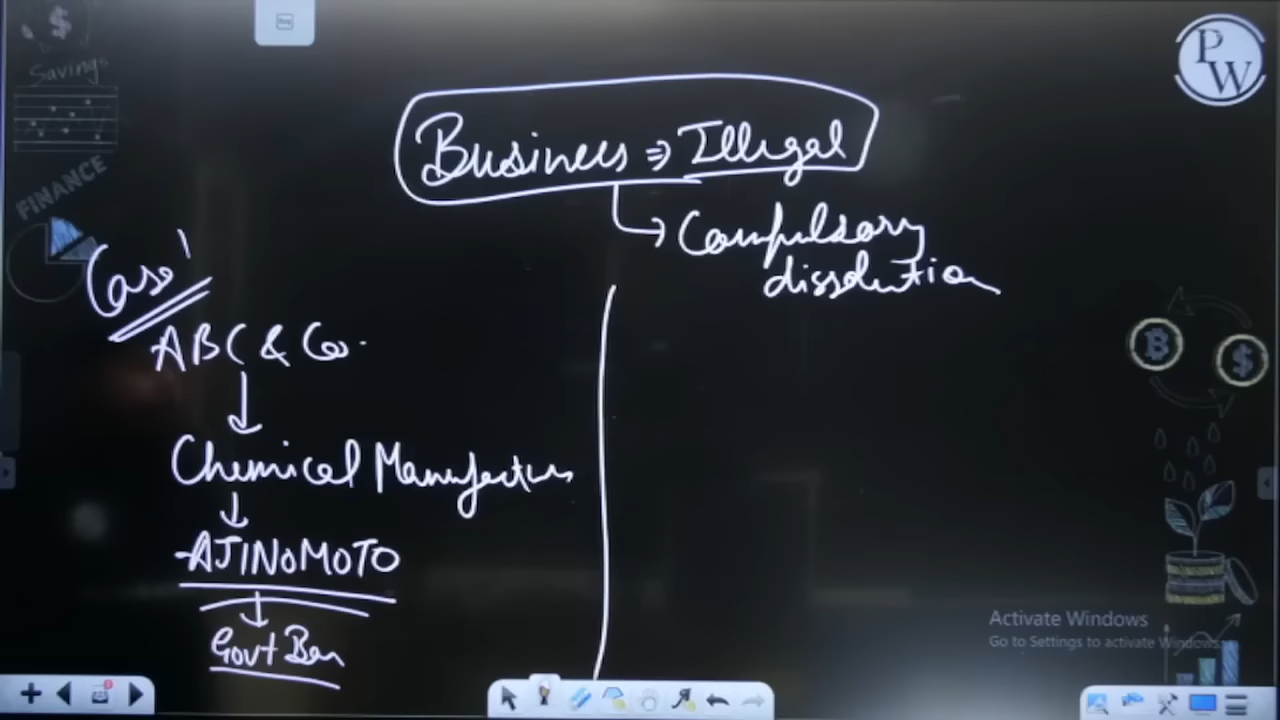 Savings
FINANCE
PW
Business ⇒ Illegal
→ Compulsory
dissolution
Case 1
ABC & Co.
↓
Chemical Manufacturer
↓
AJINOMOTO
↓
Govt Ban
Activate Windows
Go to Settings to activate Windows.